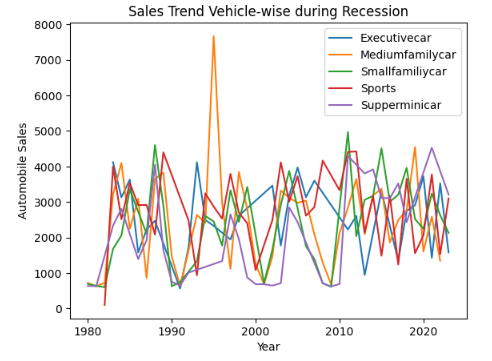 Sales Trend Vehicle-wise during Recession
8000
7000
6000
5000
4000
3000
2000
1000
0
Automobile Sales
Executivecar
Mediumfamilycar
Smallfamiliycar
Sports
Supperminicar
1980
1990
2000
2010
2020
Year